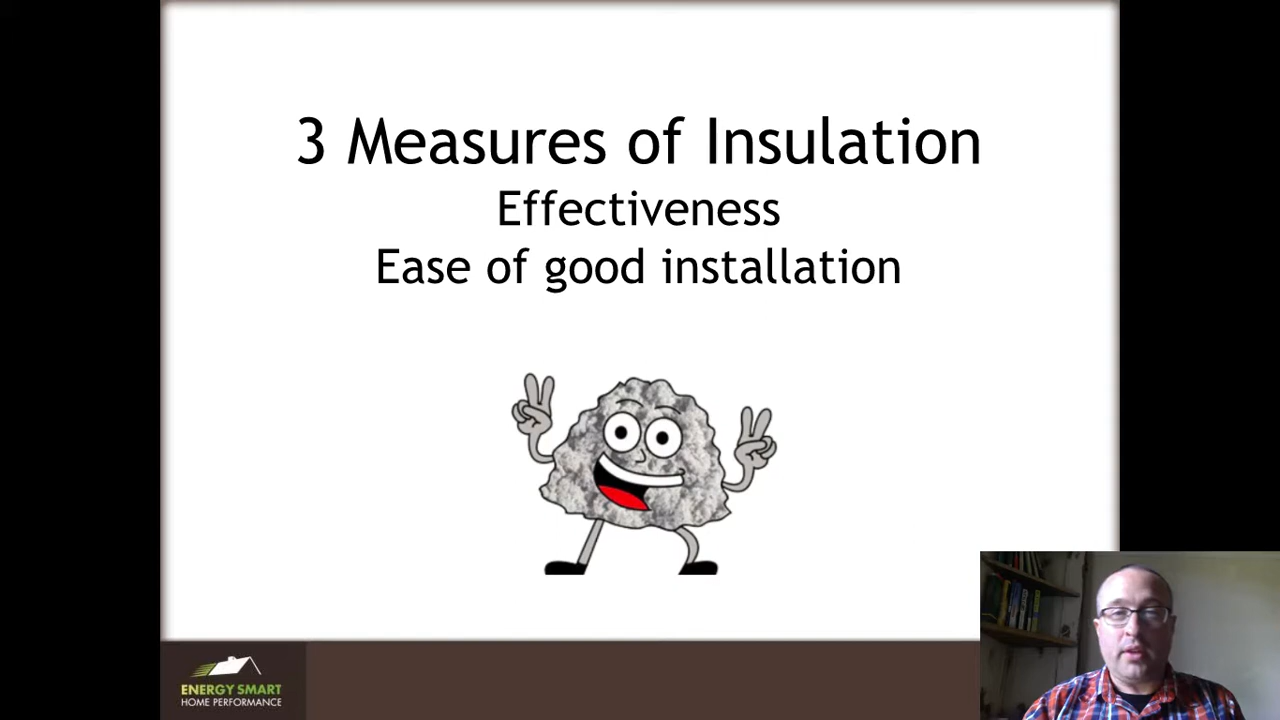 3 Measures of Insulation
Effectiveness
Ease of good installation
ENERGY SMART
HOME PERFORMANCE